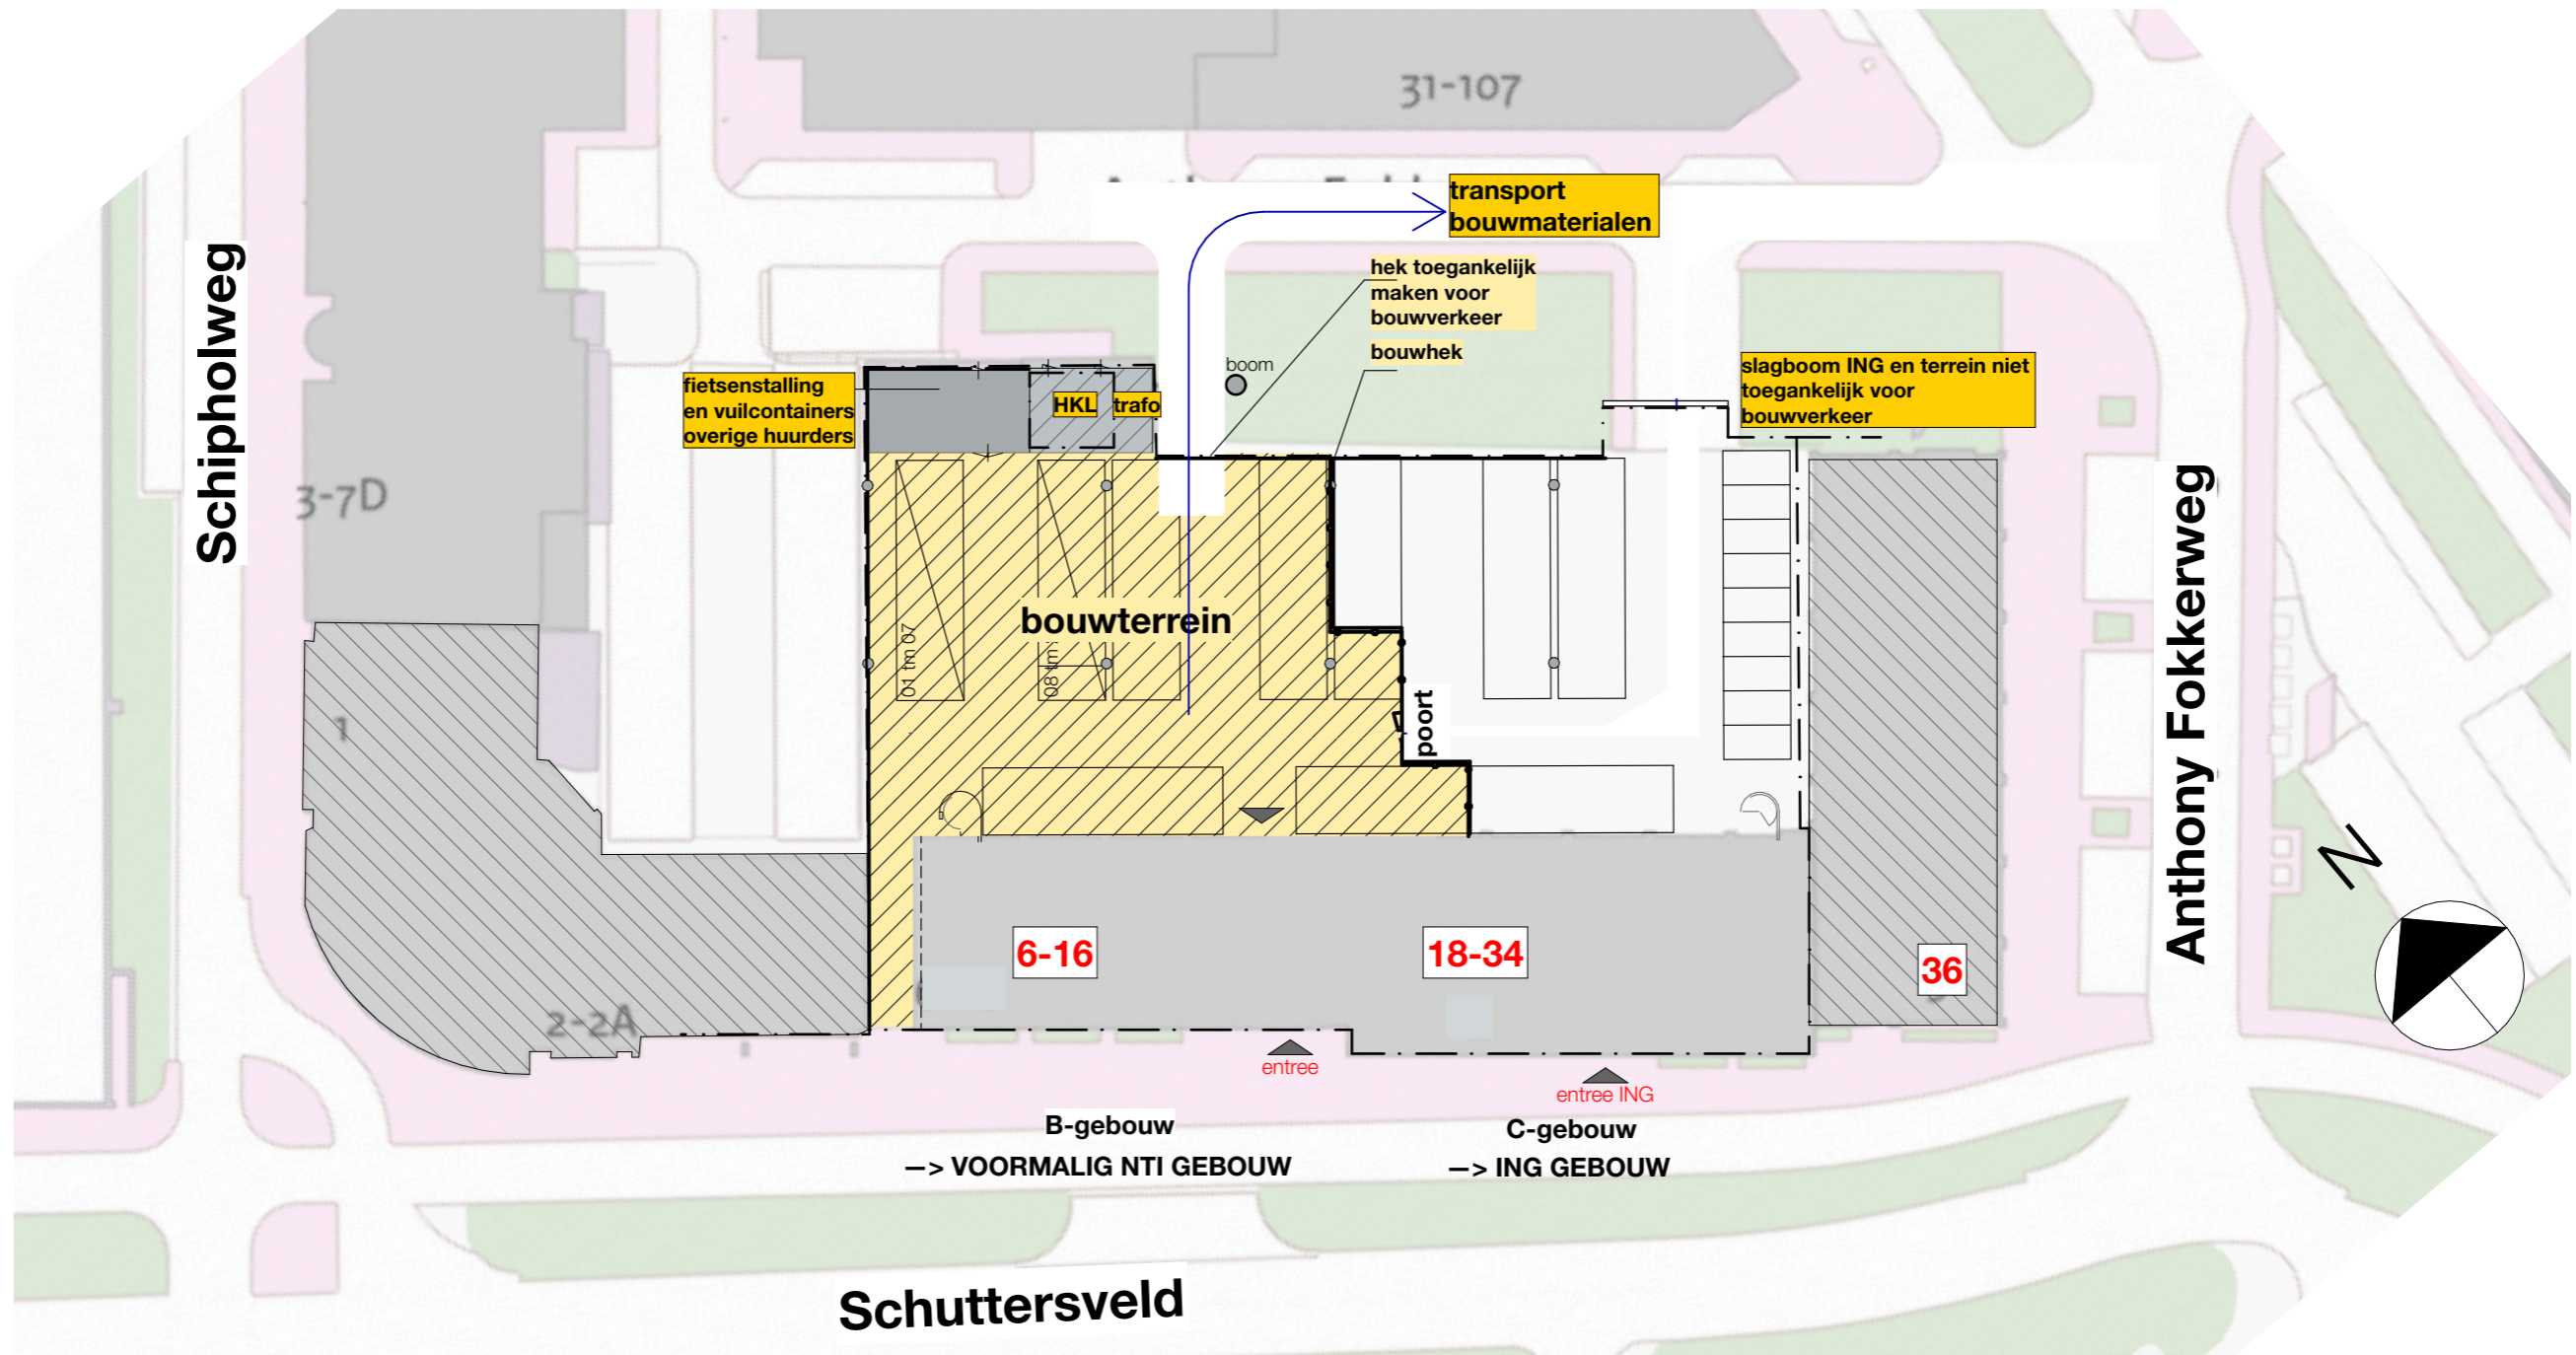 31-107
transport
bouwmaterialen
hek toegankelijk
maken voor
bouwverkeer
bouwhek
boom
slagboom ING en terrein niet
toegankelijk voor
bouwverkeer
fietsenstalling
en vuilcontainers
overige huurders
HKL
trafo
Schipholweg
3-7D
bouwterrein
01 tm 07
08 tm
poort
Anthony Fokkerweg
1
N
6-16
18-34
36
2-2A
entree
entree ING
B-gebouw
—> VOORMALIG NTI GEBOUW
C-gebouw
—> ING GEBOUW
Schuttersveld